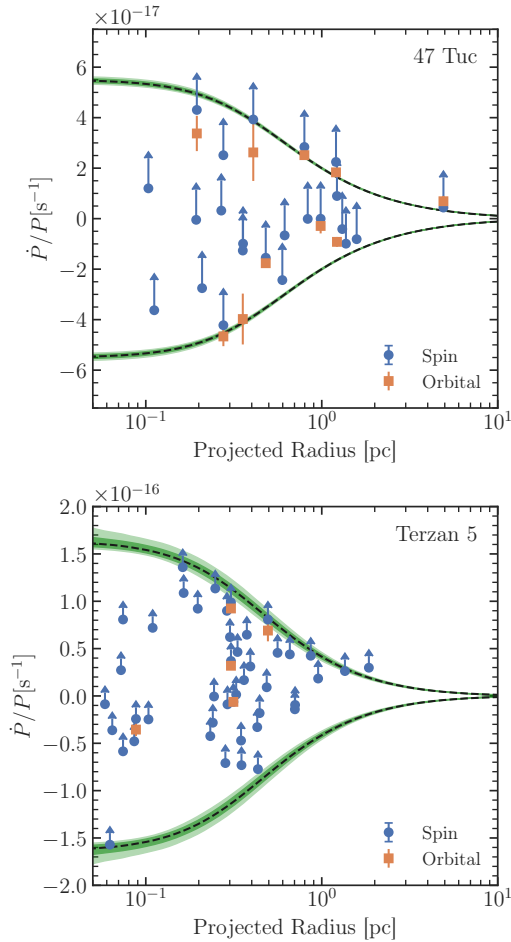 ×10⁻¹⁷
47 Tuc
6
4
2
0
−2
−4
−6
Ṗ/P[s⁻¹]
Spin
Orbital
10⁻¹ 10⁰ 10¹
Projected Radius [pc]
×10⁻¹⁶
2.0
Terzan 5
1.5
1.0
0.5
0.0
−0.5
−1.0
−1.5
−2.0
Ṗ/P[s⁻¹]
Spin
Orbital
10⁻¹ 10⁰ 10¹
Projected Radius [pc]